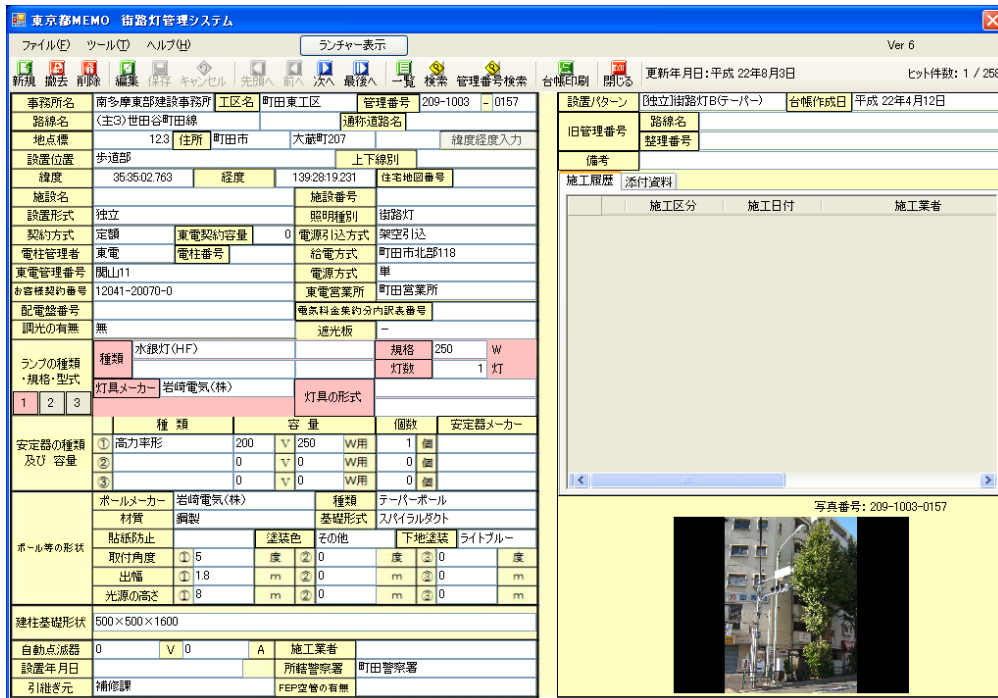 東京都MEMO 街路灯管理システム
ファイル(F) ツール(T) ヘルプ(H) ランチャー表示 Ver 6
新規 撤去 削除 編集 保存 キャンセル 先頭へ 前へ 次へ 最後へ 一覧 検索 管理番号検索 台帳印刷 閉じる 更新年月日:平成 22年8月3日 ヒット件数: 1 / 258
事務所名 南多摩東部建設事務所 工区名 町田東工区 管理番号 209-1003 - 0157
路線名 (主3)世田谷町田線 通称道路名
地点標 12.3 住所 町田市 大蔵町207 緯度経度入力
設置位置 歩道部 上下線別
緯度 35:35:02.763 経度 139:28:19.231 住宅地図番号
施設名 施設番号
設置形式 独立 照明種別 街路灯
契約方式 定額 東電契約容量 0 電源引込方式 架空引込
電柱管理者 東電 電柱番号 給電方式 町田市北部118
東電管理番号 関山11 電源方式 単
お客様契約番号 12041-20070-0 東電営業所 町田営業所
配電盤番号 電気料金集約分内訳表番号
調光の有無 無 遮光板 -
ランプの種類・規格・型式 1 2 3
種類 水銀灯(HF) 規格 250 W
灯数 1 灯
灯具メーカー 岩崎電気(株) 灯具の形式
安定器の種類及び 容量
種 類 容 量 個数 安定器メーカー
① 高力率形 200 V 250 W用 1 個
② 0 V 0 W用 0 個
③ 0 V 0 W用 0 個
ポール等の形状
ポールメーカー 岩崎電気(株) 種類 テーパーポール
材質 鋼製 基礎形式 スパイラルダクト
貼紙防止 塗装色 その他 下地塗装 ライトブルー
取付角度 ① 5 度 ② 0 度 ③ 0 度
出幅 ① 1.8 m ② 0 m ③ 0 m
光源の高さ ① 8 m ② 0 m ③ 0 m
建柱基礎形状 500×500×1600
自動点滅器 0 V 0 A 施工業者
設置年月日 所轄警察署 町田警察署
引継ぎ元 補修課 FEP空管の有無
設置パターン [独立]街路灯B(テーパー) 台帳作成日 平成 22年4月12日
旧管理番号 路線名
整理番号
備考
施工履歴 添付資料
施工区分 施工日付 施工業者
写真番号: 209-1003-0157